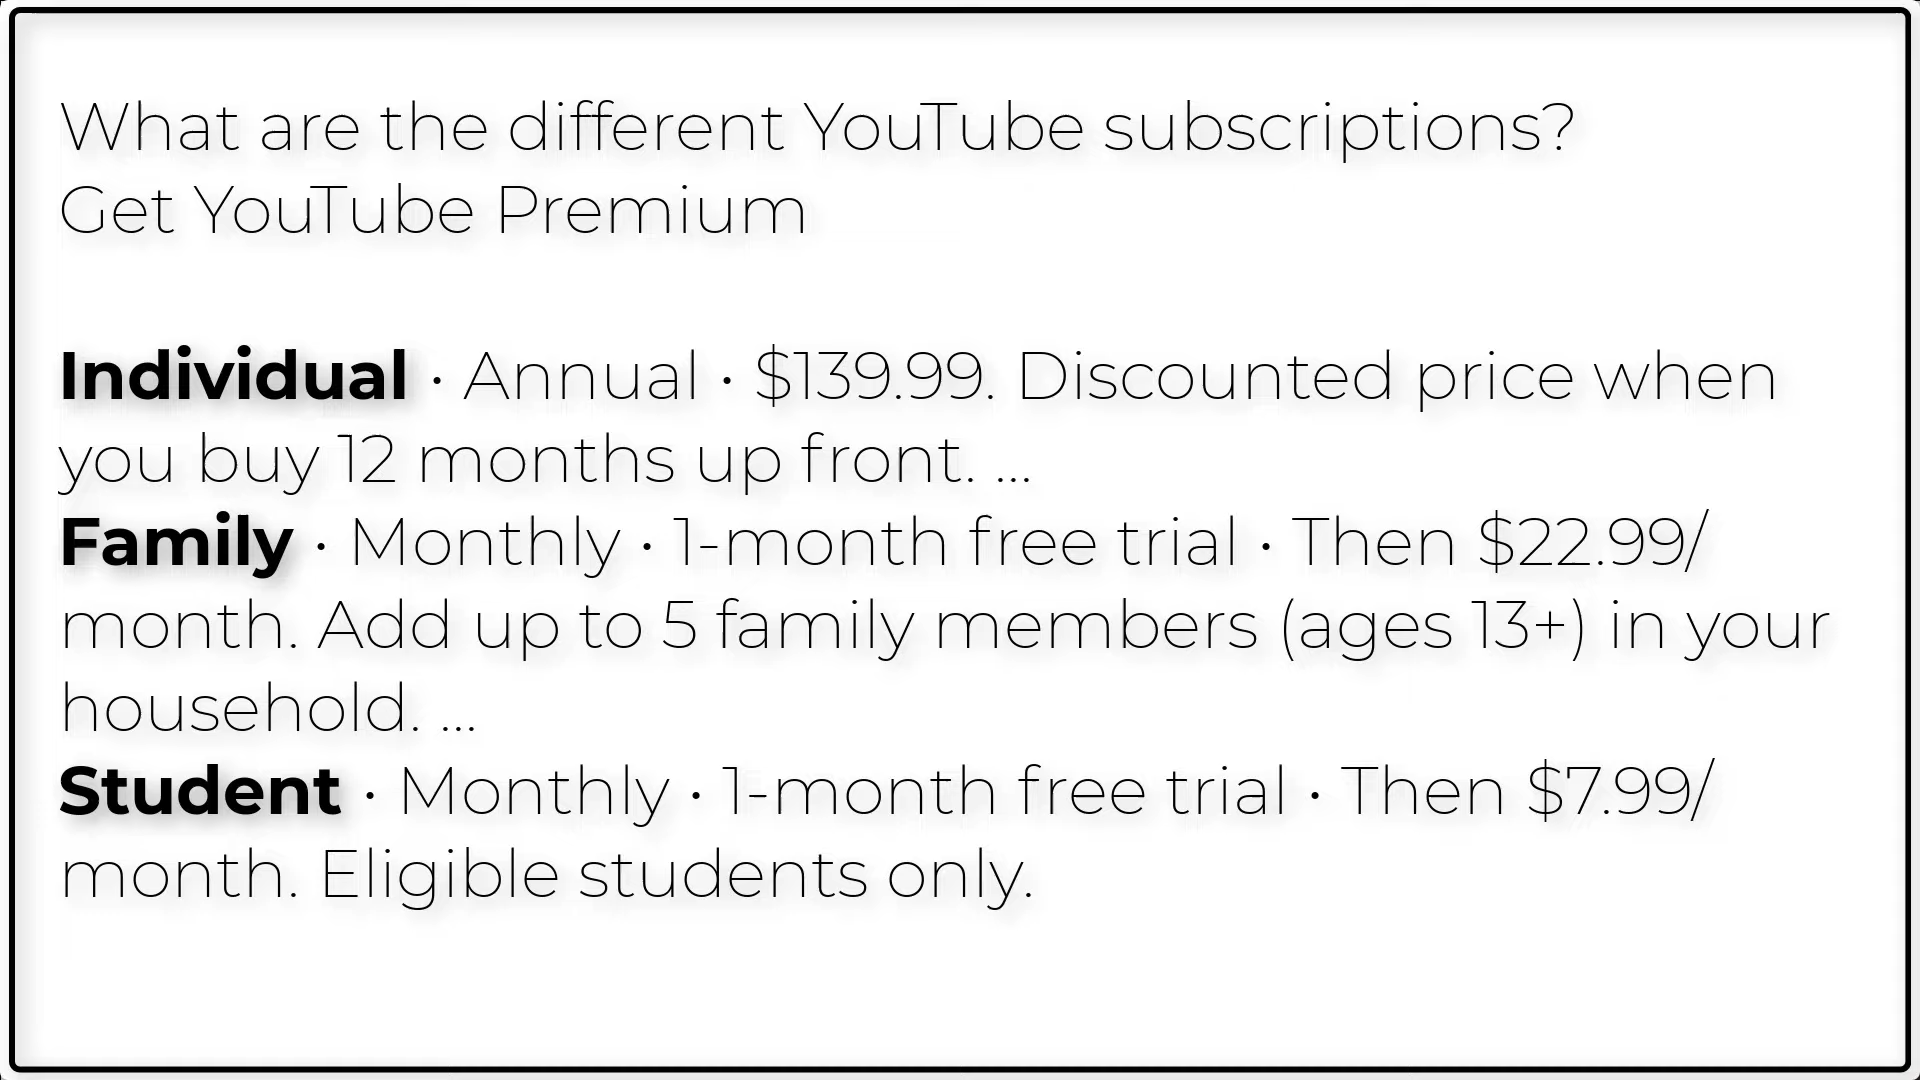 What are the different YouTube subscriptions?
Get YouTube Premium
Individual · Annual · $139.99. Discounted price when
you buy 12 months up front. ...
Family · Monthly · 1-month free trial · Then $22.99/
month. Add up to 5 family members (ages 13+) in your
household. ...
Student · Monthly · 1-month free trial · Then $7.99/
month. Eligible students only.